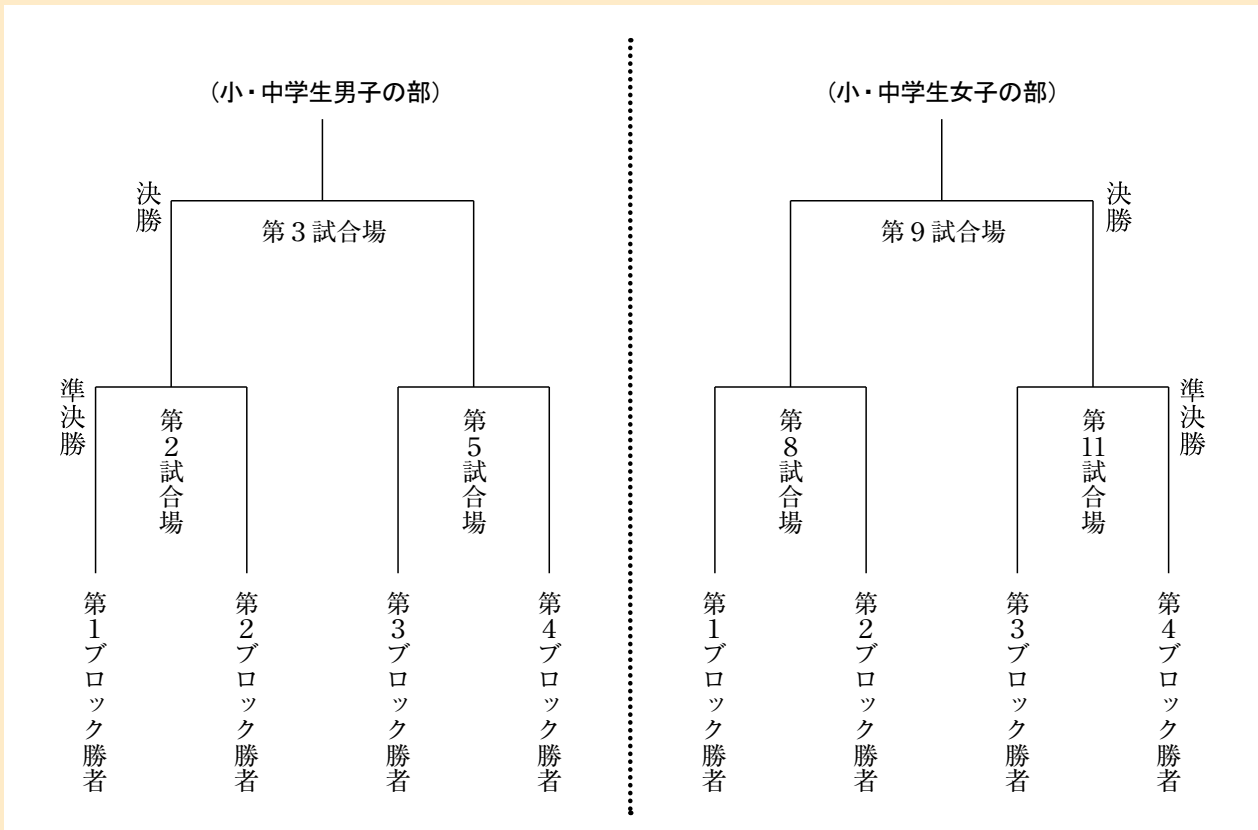 （小・中学生男子の部）
決勝
第３試合場
準決勝
第２試合場
第５試合場
第１ブロック勝者
第２ブロック勝者
第３ブロック勝者
第４ブロック勝者
（小・中学生女子の部）
決勝
第９試合場
準決勝
第８試合場
第11試合場
第１ブロック勝者
第２ブロック勝者
第３ブロック勝者
第４ブロック勝者